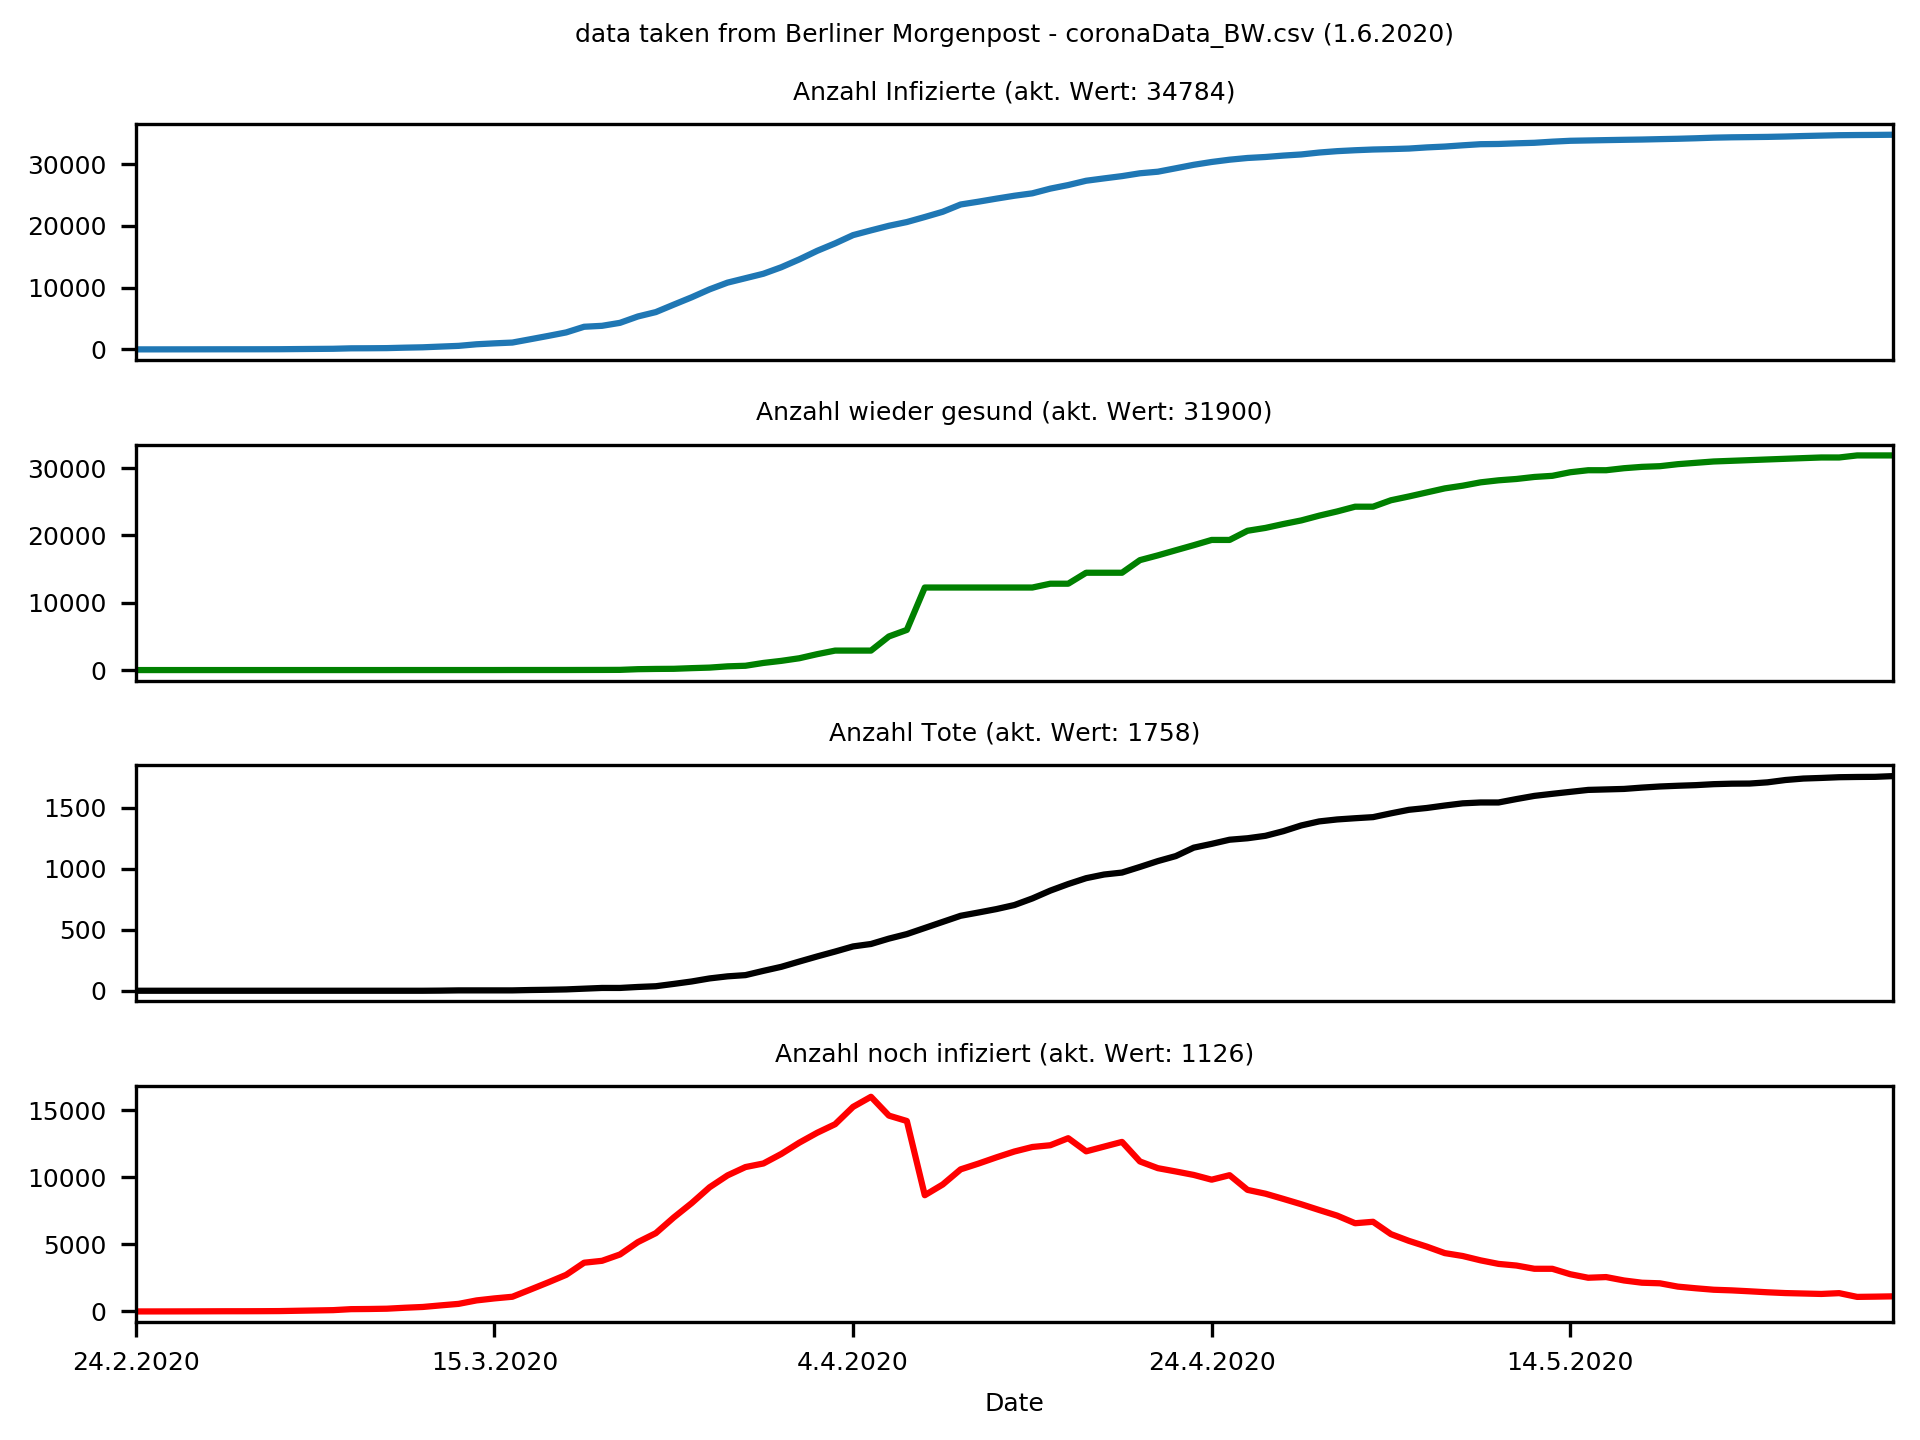 data taken from Berliner Morgenpost - coronaData_BW.csv (1.6.2020)
Anzahl Infizierte (akt. Wert: 34784)
30000
20000
10000
0
Anzahl wieder gesund (akt. Wert: 31900)
30000
20000
10000
0
Anzahl Tote (akt. Wert: 1758)
1500
1000
500
0
Anzahl noch infiziert (akt. Wert: 1126)
15000
10000
5000
0
24.2.2020 15.3.2020 4.4.2020 24.4.2020 14.5.2020
Date